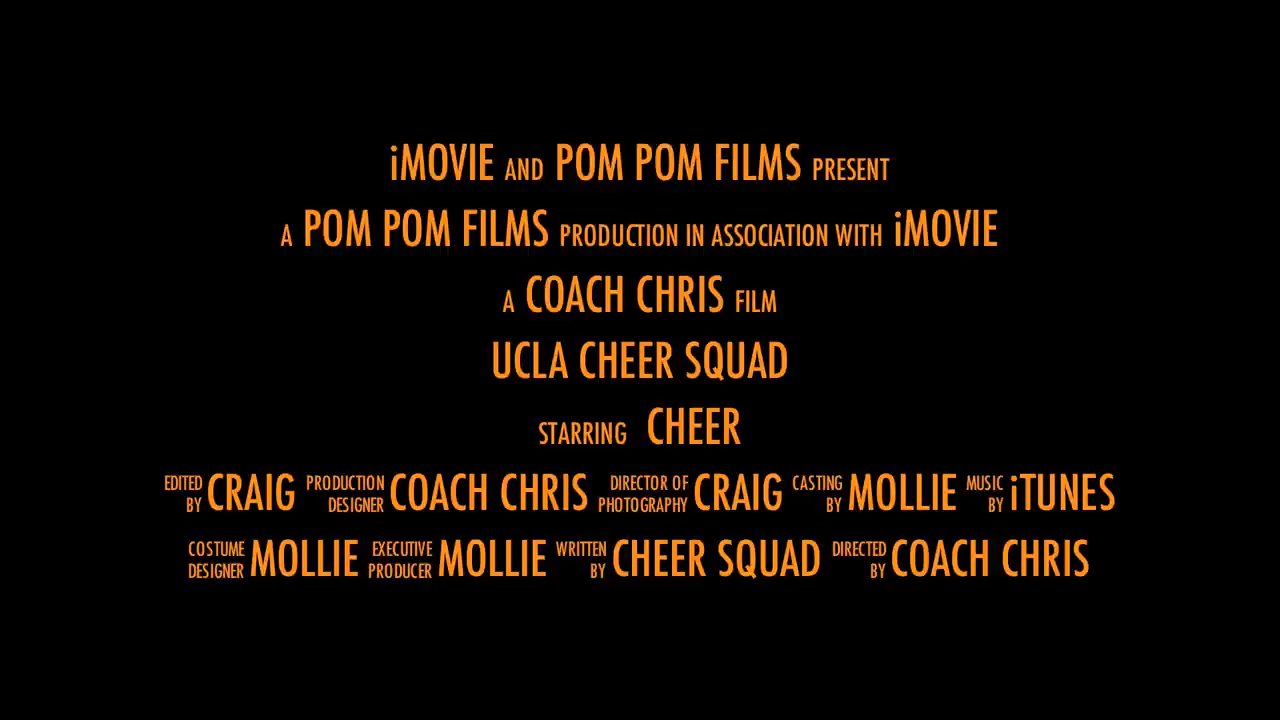 iMOVIE AND POM POM FILMS PRESENT
A POM POM FILMS PRODUCTION IN ASSOCIATION WITH iMOVIE
A COACH CHRIS FILM
UCLA CHEER SQUAD
STARRING CHEER
EDITED BY CRAIG PRODUCTION DESIGNER COACH CHRIS DIRECTOR OF PHOTOGRAPHY CRAIG CASTING BY MOLLIE MUSIC BY iTUNES
COSTUME DESIGNER MOLLIE EXECUTIVE PRODUCER MOLLIE WRITTEN BY CHEER SQUAD DIRECTED BY COACH CHRIS